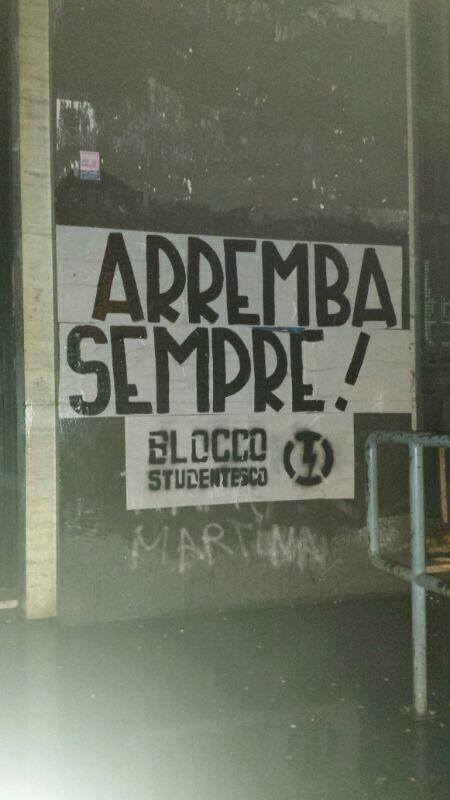 ARREMBA
SEMPRE!
BLOCCO
STUDENTESCO
MARTINA